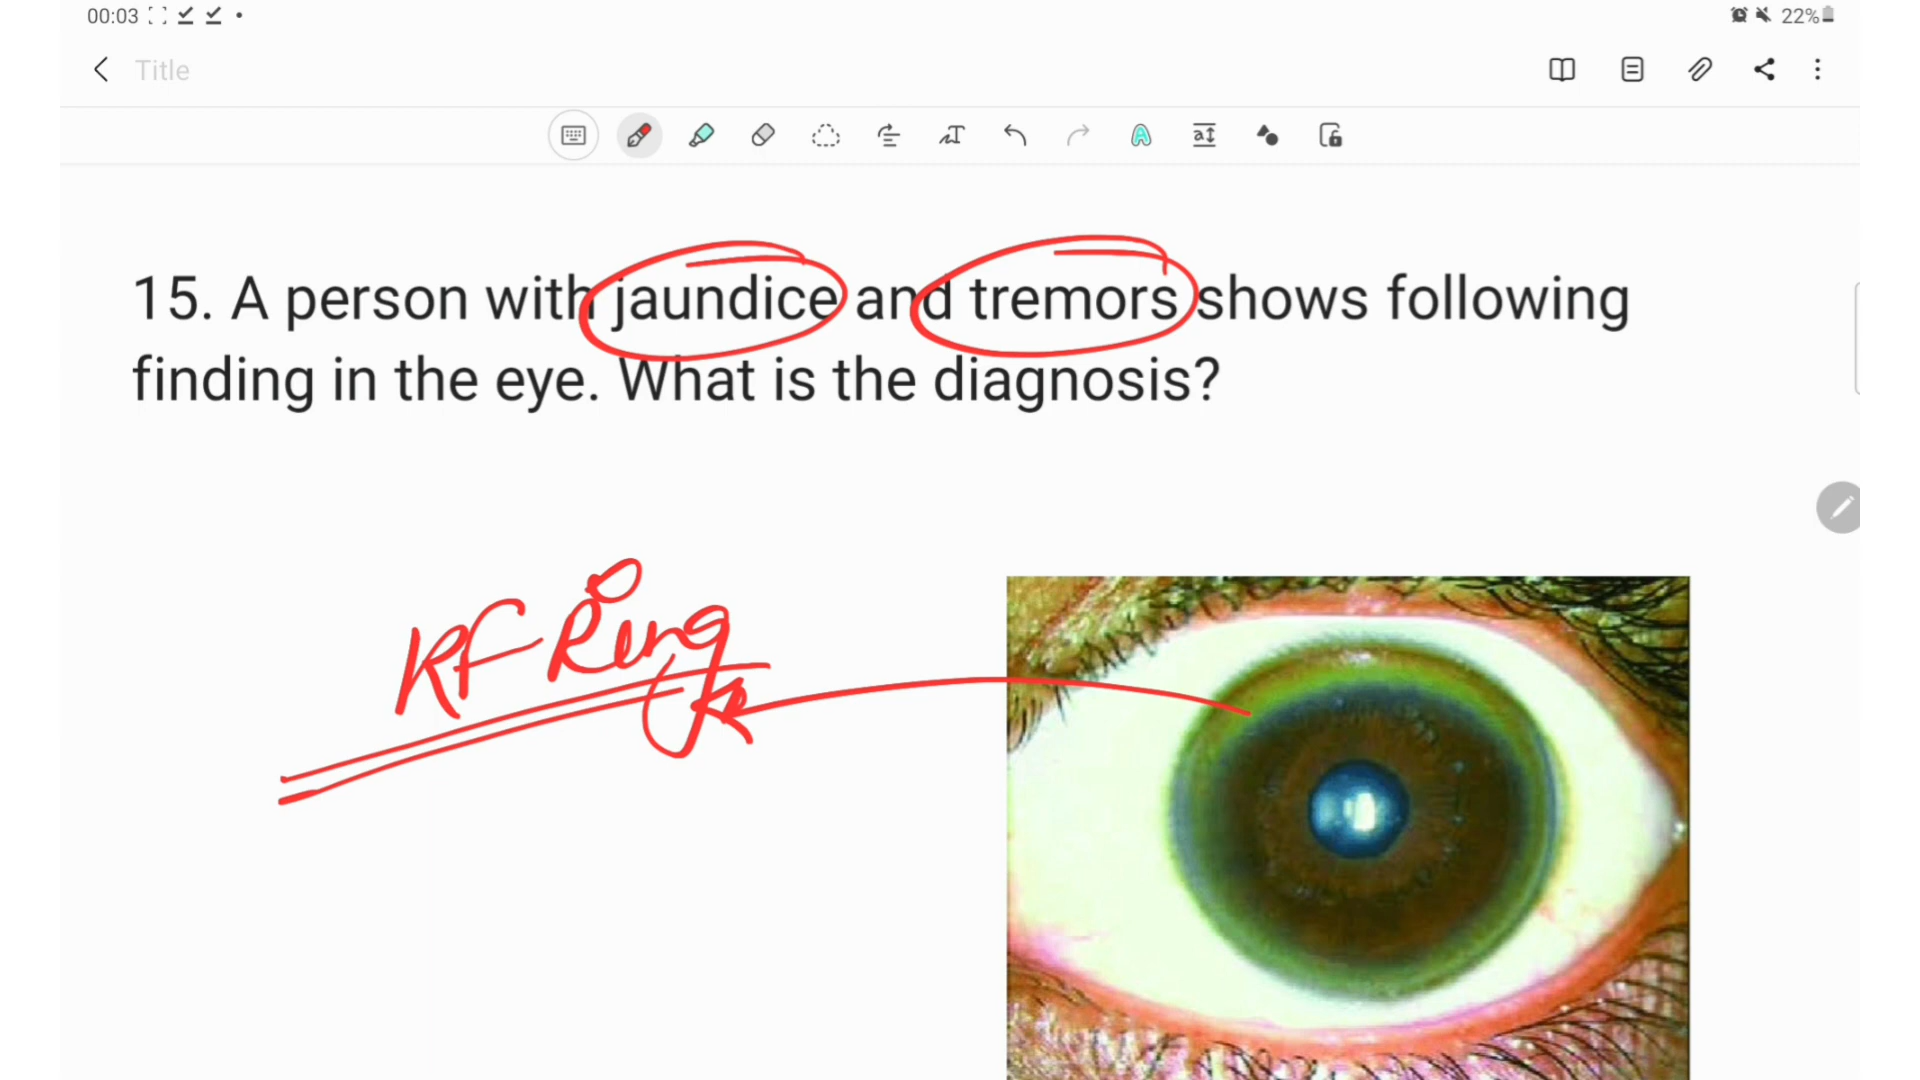 00:03
22%
Title
15. A person with jaundice and tremors shows following
finding in the eye. What is the diagnosis?
KF Ring